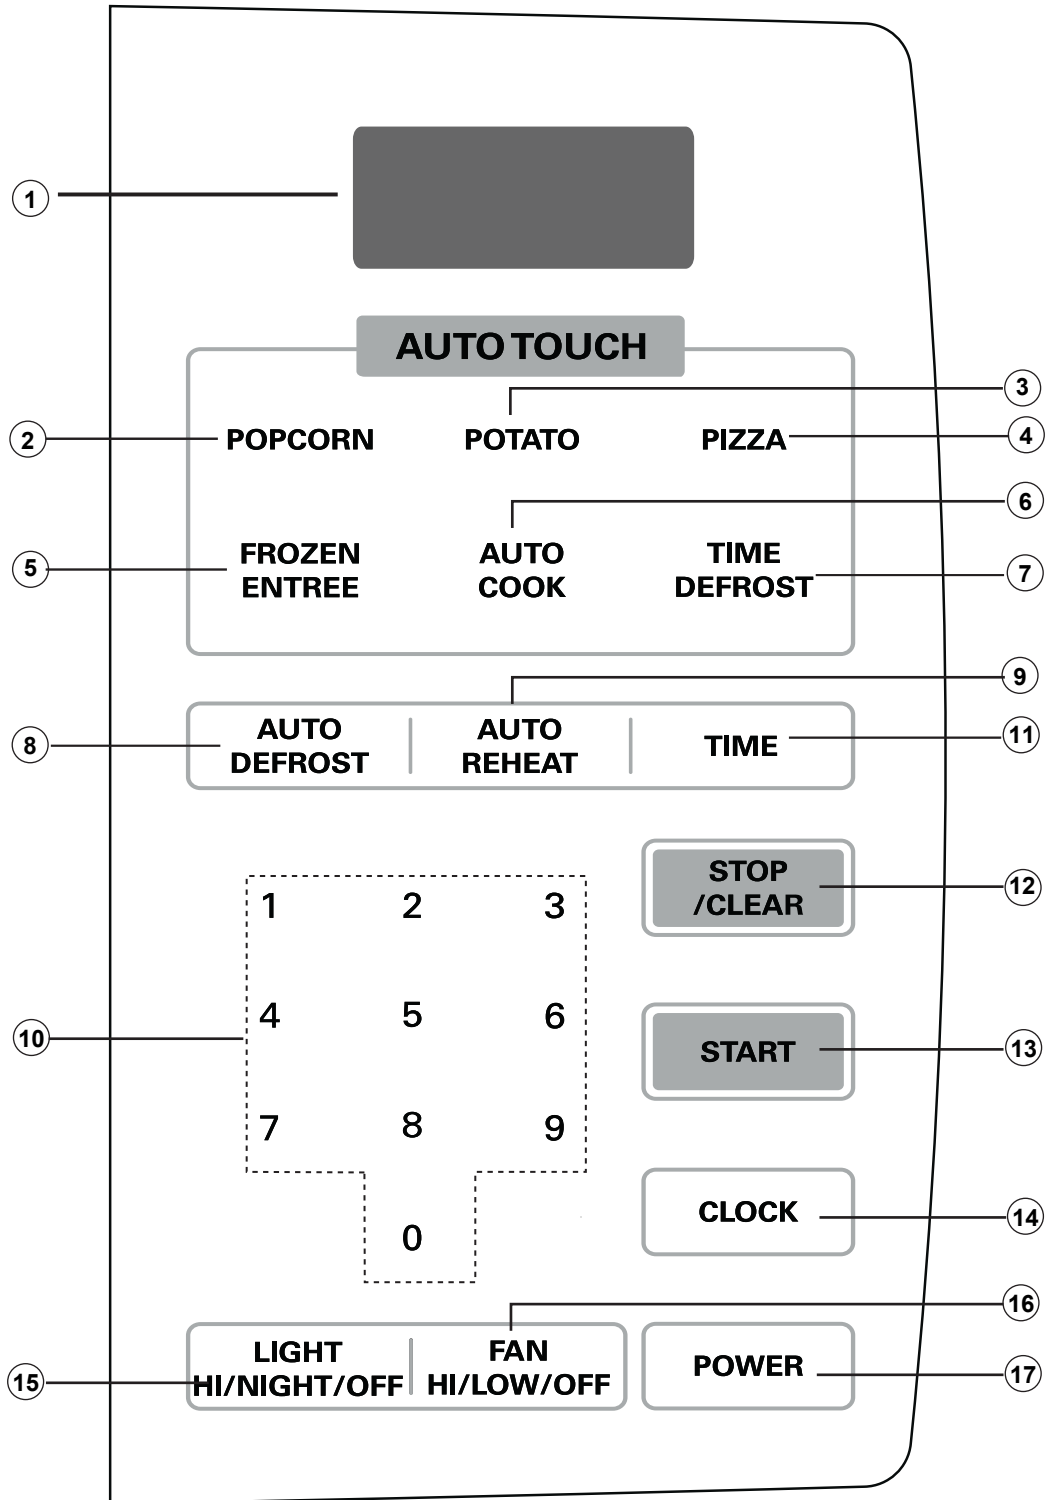 1
AUTO TOUCH
3
2
POPCORN
POTATO
PIZZA
4
6
5
FROZEN
ENTREE
AUTO
COOK
TIME
DEFROST
7
9
8
AUTO
DEFROST
AUTO
REHEAT
TIME
11
STOP
/CLEAR
12
1 2 3
10
4 5 6
START
13
7 8 9
CLOCK
14
0
16
15
LIGHT
HI/NIGHT/OFF
FAN
HI/LOW/OFF
POWER
17